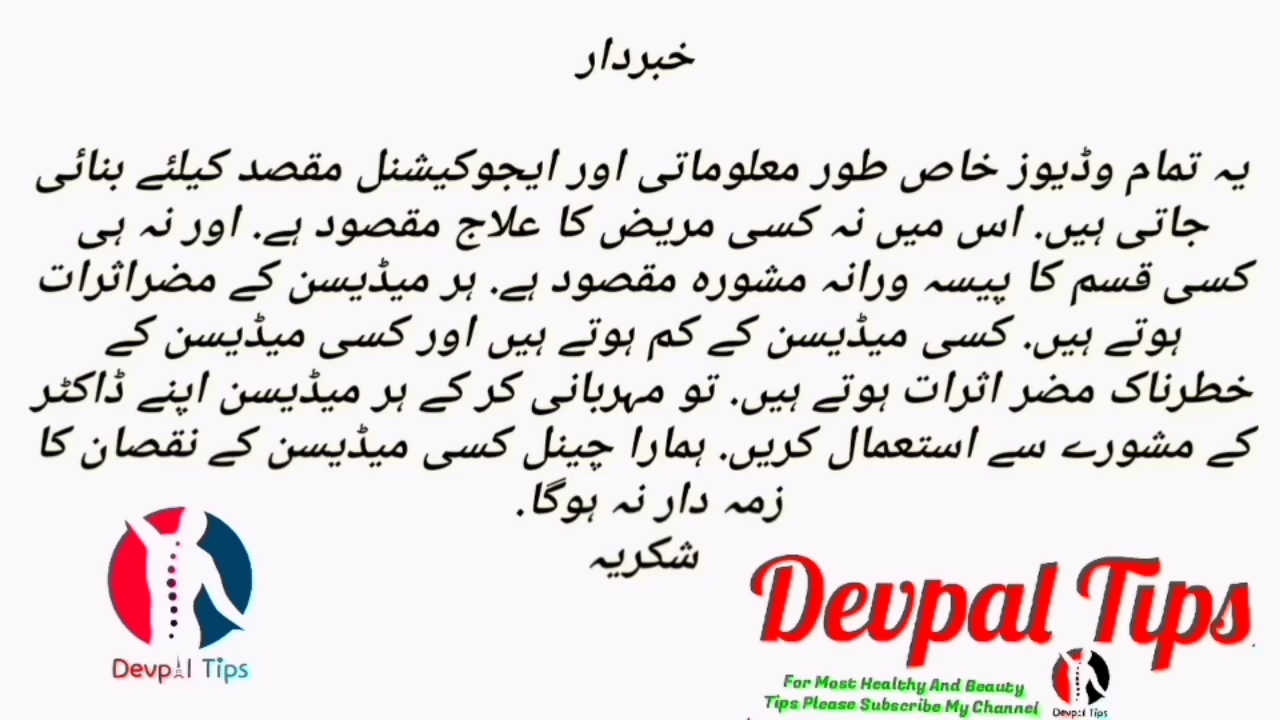 خبردار
یہ تمام وڈیوز خاص طور معلوماتی اور ایجوکیشنل مقصد کیلئے بنائی
جاتی ہیں. اس میں نہ کسی مریض کا علاج مقصود ہے. اور نہ ہی
کسی قسم کا پیسہ ورانہ مشورہ مقصود ہے. ہر میڈیسن کے مضراثرات
ہوتے ہیں. کسی میڈیسن کے کم ہوتے ہیں اور کسی میڈیسن کے
خطرناک مضر اثرات ہوتے ہیں. تو مہربانی کر کے ہر میڈیسن اپنے ڈاکٹر
کے مشورے سے استعمال کریں. ہمارا چینل کسی میڈیسن کے نقصان کا
زمہ دار نہ ہوگا.
شکریہ
Devpal Tips
Devpal Tips
For Most Healthy And Beauty
Tips Please Subscribe My Channel
Devpal Tips